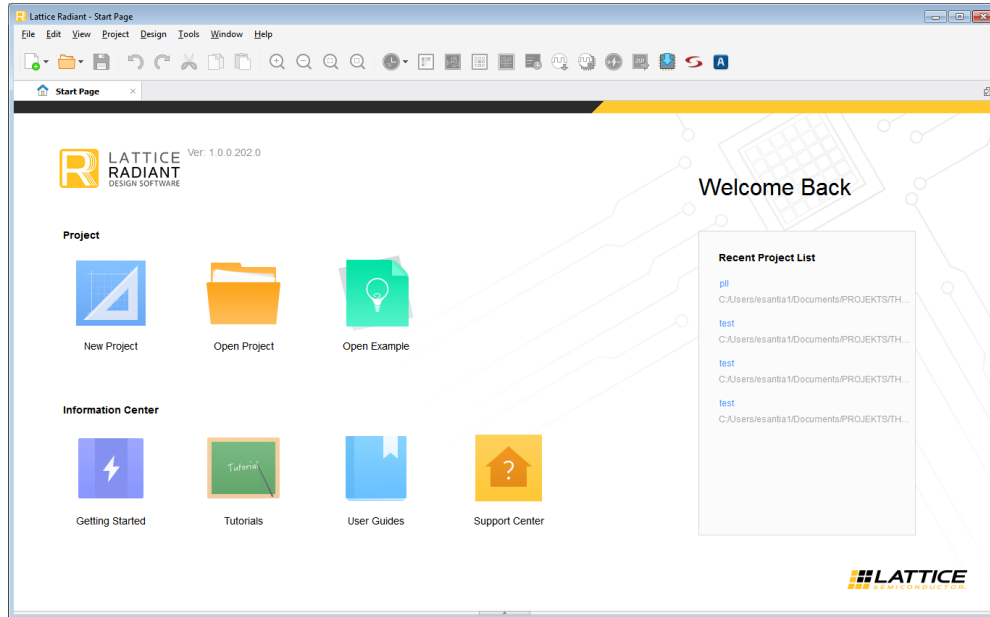 Lattice Radiant - Start Page
File Edit View Project Design Tools Window Help
A
Start Page
LATTICE Ver: 1.0.0.202.0
RADIANT
DESIGN SOFTWARE
Welcome Back
Project
Recent Project List
pll
C:/Users/esantia1/Documents/PROJEKTS/TH...
test
C:/Users/esantia1/Documents/PROJEKTS/TH...
New Project Open Project Open Example
test
C:/Users/esantia1/Documents/PROJEKTS/TH...
test
C:/Users/esantia1/Documents/PROJEKTS/TH...
Information Center
Tutorial
?
Getting Started Tutorials User Guides Support Center
LATTICE
SEMICONDUCTOR.